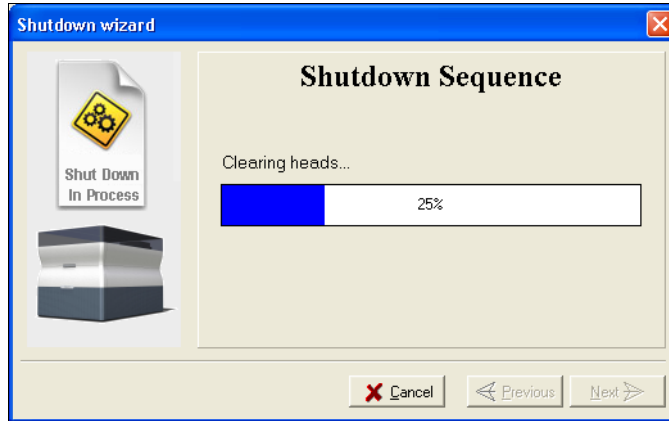 Shutdown wizard
Shut Down
In Process
Shutdown Sequence
Clearing heads...
25%
Cancel
Previous
Next